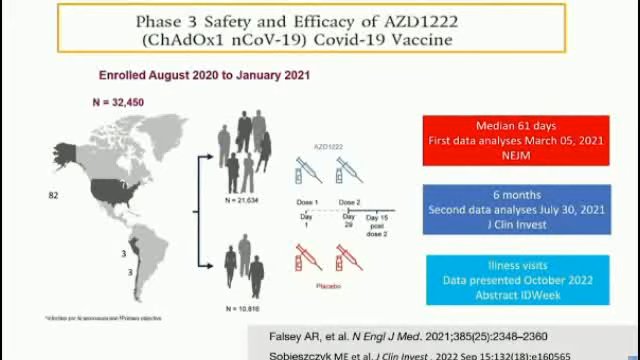 Phase 3 Safety and Efficacy of AZD1222
(ChAdOx1 nCoV-19) Covid-19 Vaccine
Enrolled August 2020 to January 2021
N = 32,450
82
3
3
N = 21,634
N = 10,816
AZD1222
Dose 1
Dose 2
Day
1
Day
29
Day 15
post
dose 2
Placebo
Median 61 days
First data analyses March 05, 2021
NEJM
6 months
Second data analyses July 30, 2021
J Clin Invest
Illness visits
Data presented October 2022
Abstract IDWeek
Falsey AR, et al. N Engl J Med. 2021;385(25):2348–2360
Sobieszczyk ME et al. J Clin Invest. 2022 Sep 15;132(18):e160565